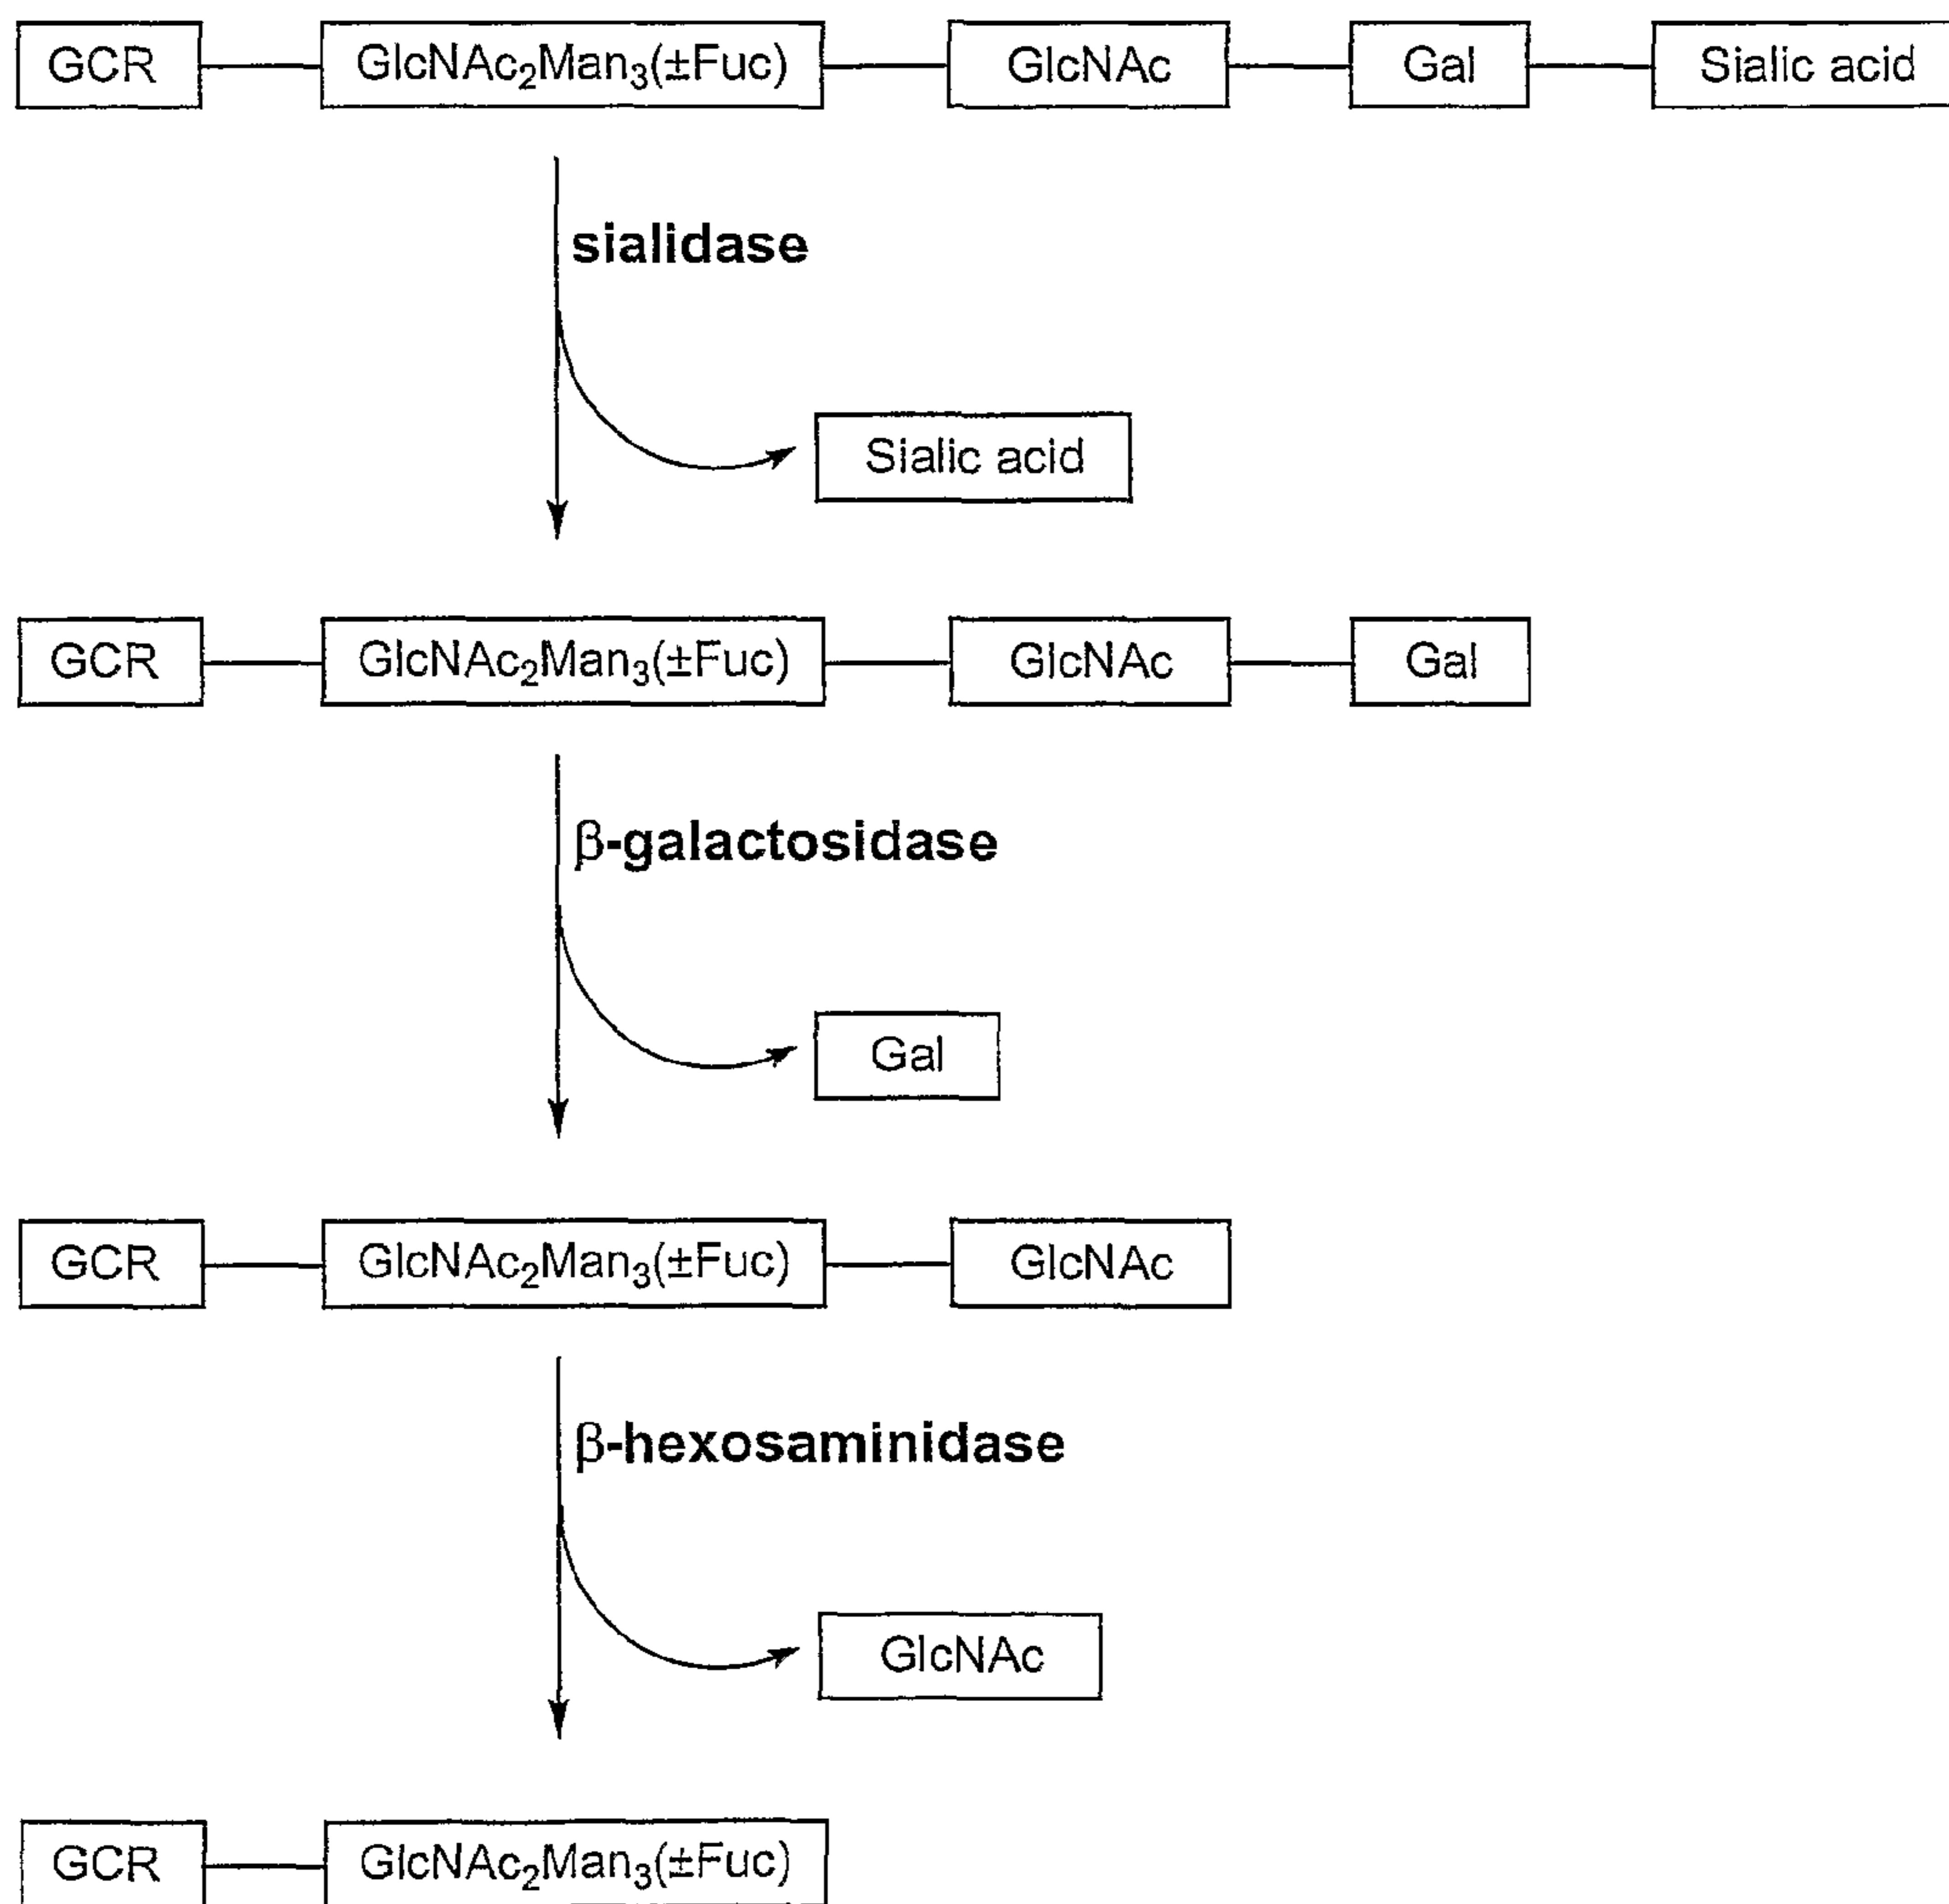 GCR GlcNAc₂Man₃(±Fuc) GlcNAc Gal Sialic acid
sialidase
Sialic acid
GCR GlcNAc₂Man₃(±Fuc) GlcNAc Gal
β-galactosidase
Gal
GCR GlcNAc₂Man₃(±Fuc) GlcNAc
β-hexosaminidase
GlcNAc
GCR GlcNAc₂Man₃(±Fuc)